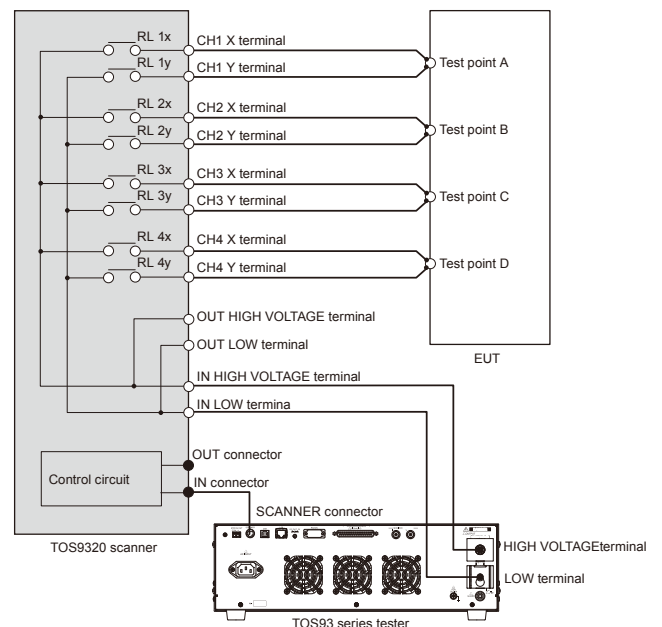 RL 1x
CH1 X terminal
RL 1y
CH1 Y terminal
Test point A
RL 2x
CH2 X terminal
RL 2y
CH2 Y terminal
Test point B
RL 3x
CH3 X terminal
RL 3y
CH3 Y terminal
Test point C
RL 4x
CH4 X terminal
RL 4y
CH4 Y terminal
Test point D
OUT HIGH VOLTAGE terminal
OUT LOW terminal
EUT
IN HIGH VOLTAGE terminal
IN LOW termina
OUT connector
Control circuit
IN connector
SCANNER connector
TOS9320 scanner
HIGH VOLTAGEterminal
LOW terminal
TOS93 series tester